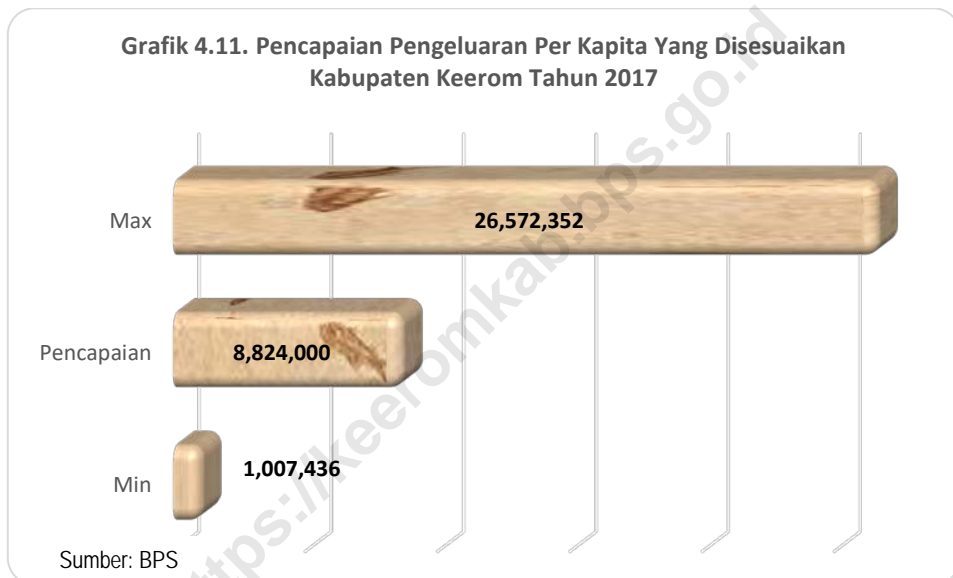 Grafik 4.11. Pencapaian Pengeluaran Per Kapita Yang Disesuaikan
Kabupaten Keerom Tahun 2017
Max
26,572,352
Pencapaian
8,824,000
Min
1,007,436
Sumber: BPS
https://keeromkab.bps.go.id